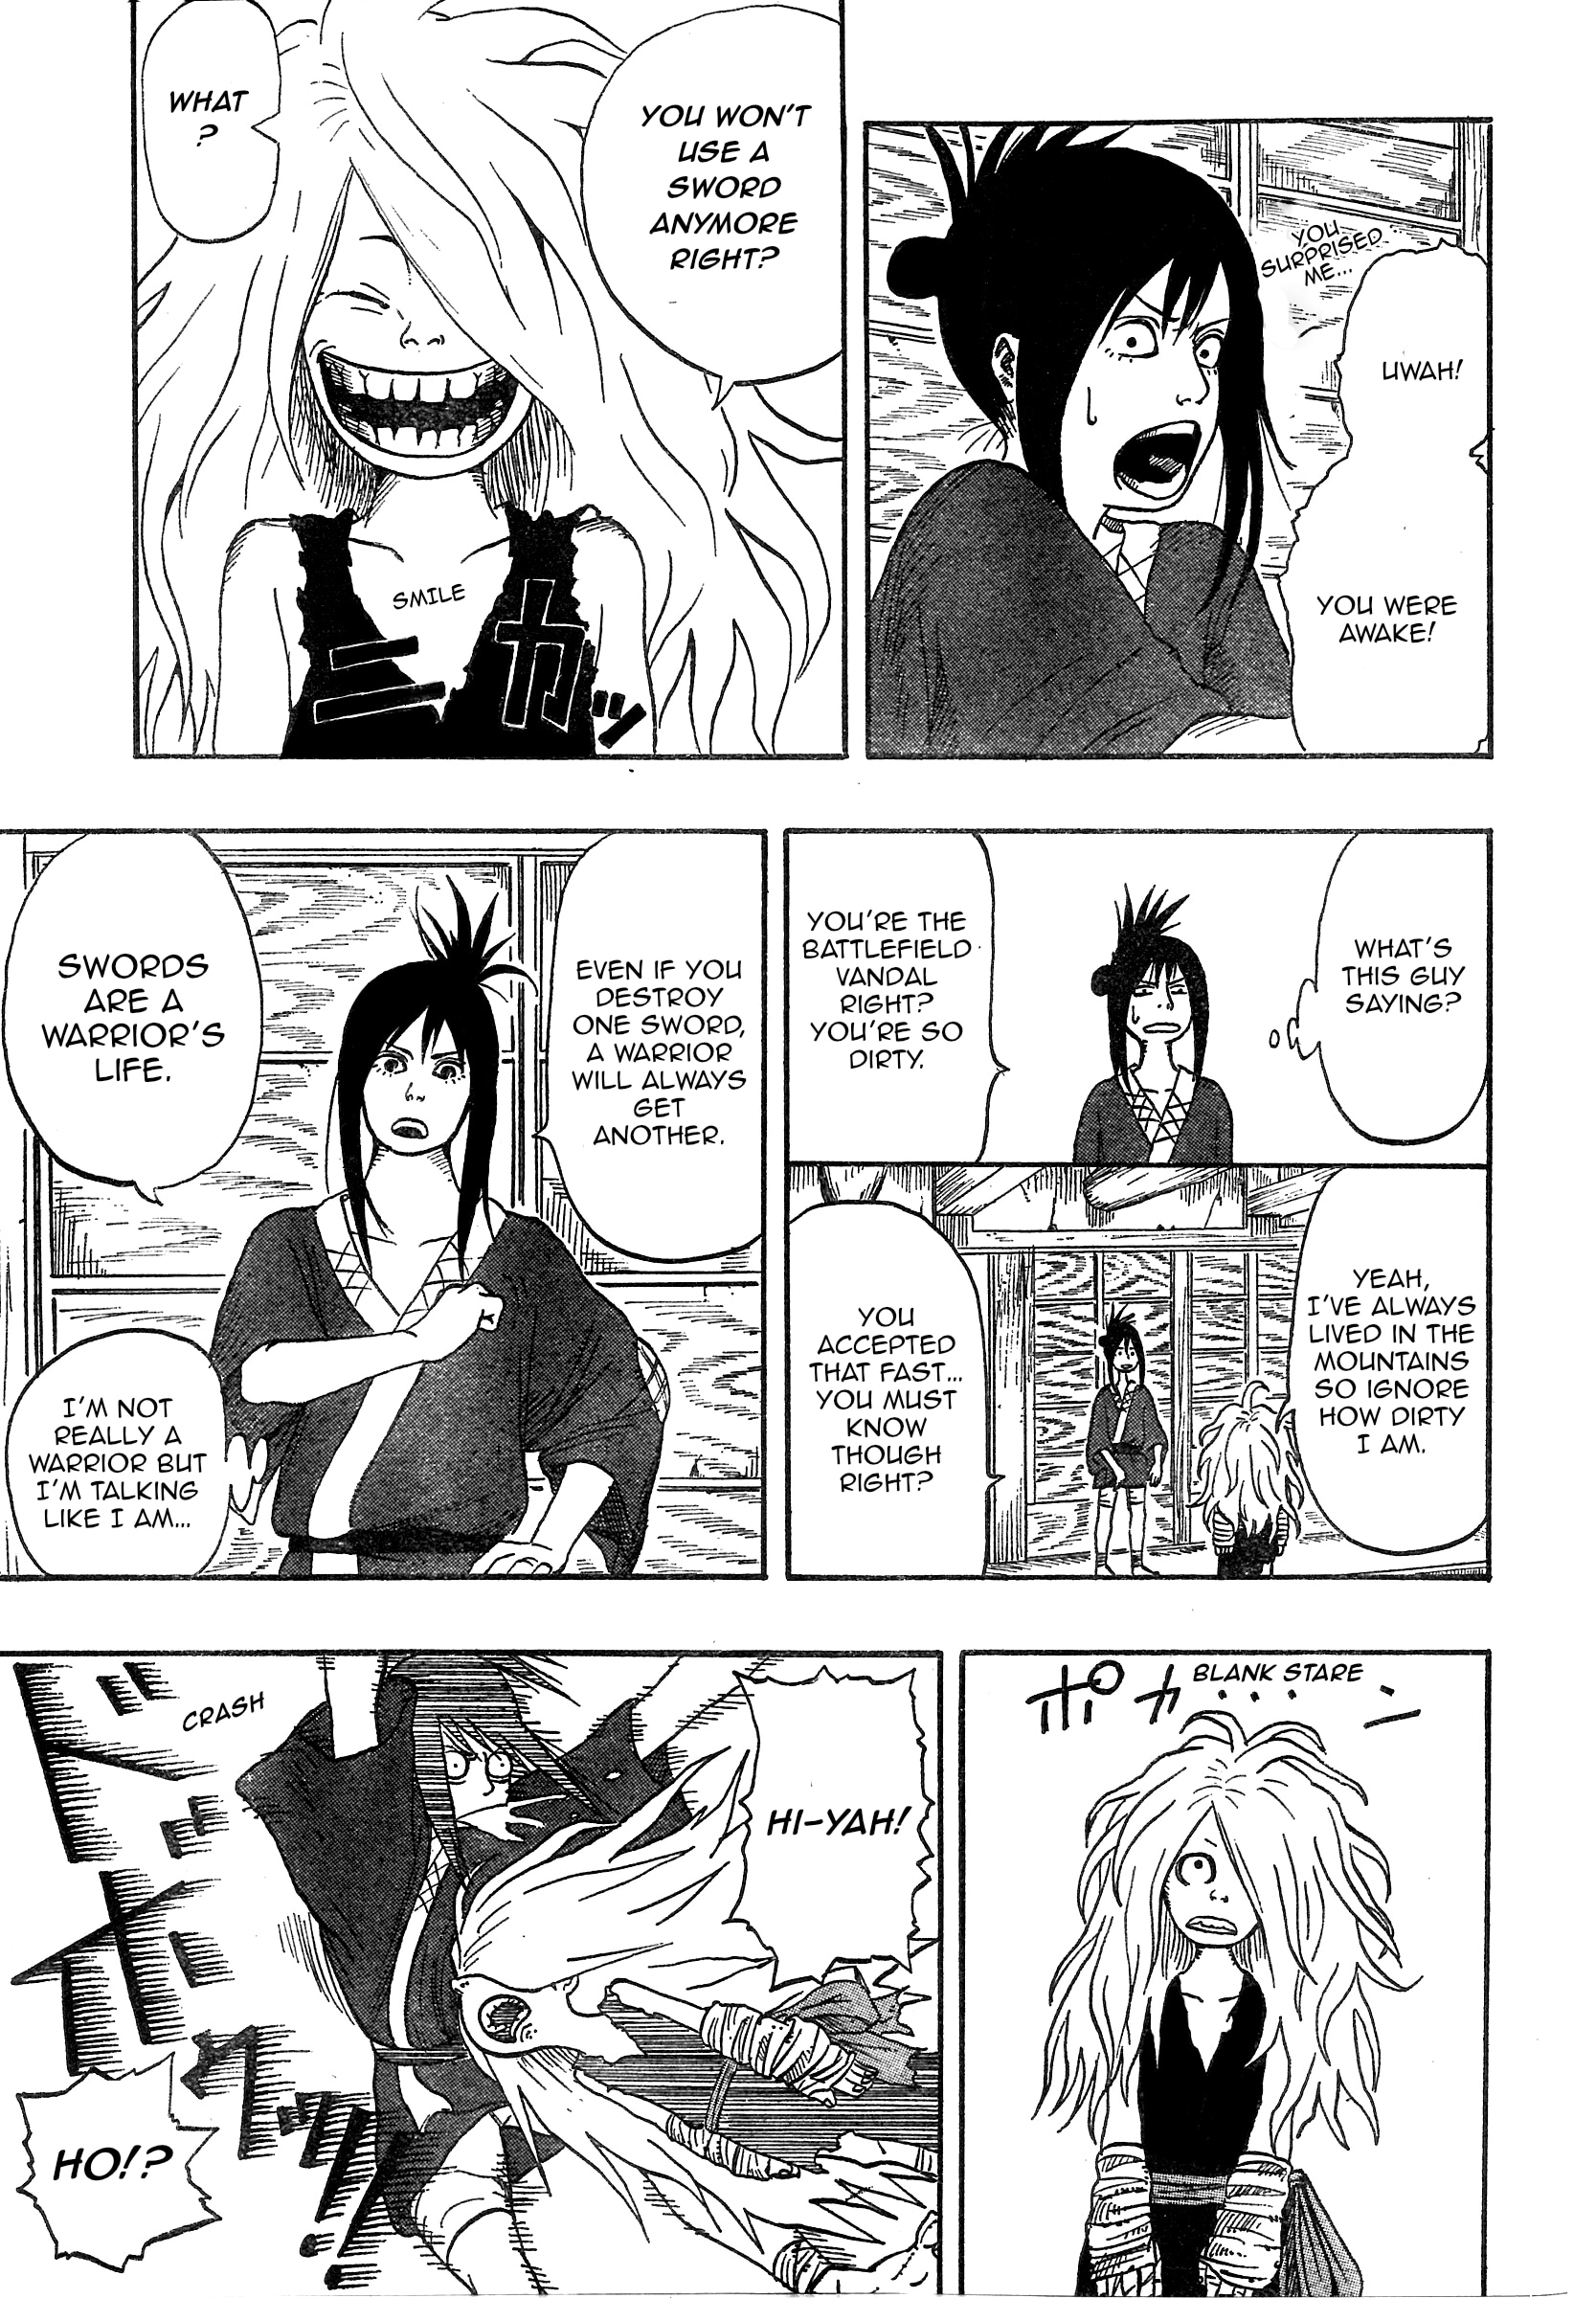 UWAH!
YOU
SURPRISED
ME...
YOU WERE
AWAKE!
YOU WON'T
USE A
SWORD
ANYMORE
RIGHT?
WHAT
?
SMILE
ニカッ
WHAT'S
THIS GUY
SAYING?
YOU'RE THE
BATTLEFIELD
VANDAL
RIGHT?
YOU'RE SO
DIRTY.
YEAH,
I'VE ALWAYS
LIVED IN THE
MOUNTAINS
SO IGNORE
HOW DIRTY
I AM.
YOU
ACCEPTED
THAT FAST...
YOU MUST
KNOW
THOUGH
RIGHT?
EVEN IF YOU
DESTROY
ONE SWORD,
A WARRIOR
WILL ALWAYS
GET
ANOTHER.
SWORDS
ARE A
WARRIOR'S
LIFE.
I'M NOT
REALLY A
WARRIOR BUT
I'M TALKING
LIKE I AM...
BLANK STARE
ポカ・・・ン
HI-YAH!
CRASH
HO!?